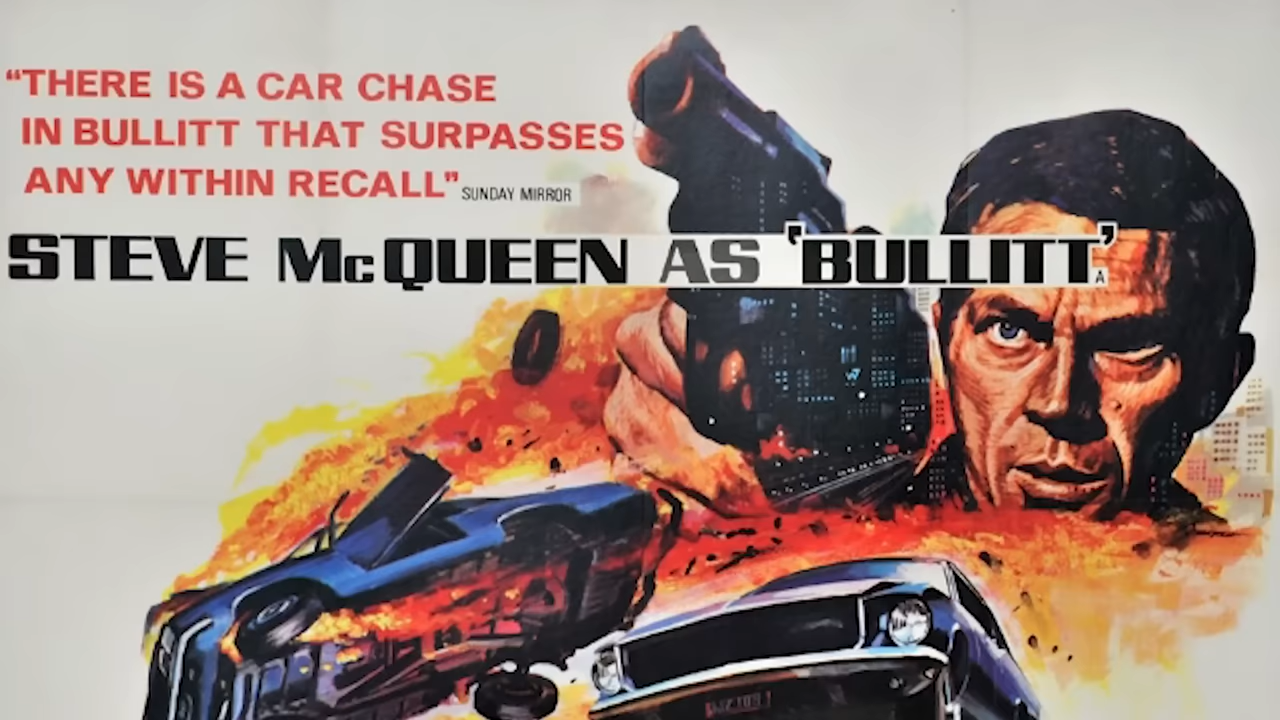 “THERE IS A CAR CHASE
IN BULLITT THAT SURPASSES
ANY WITHIN RECALL” SUNDAY MIRROR
STEVE McQUEEN AS ‘BULLITT’ A